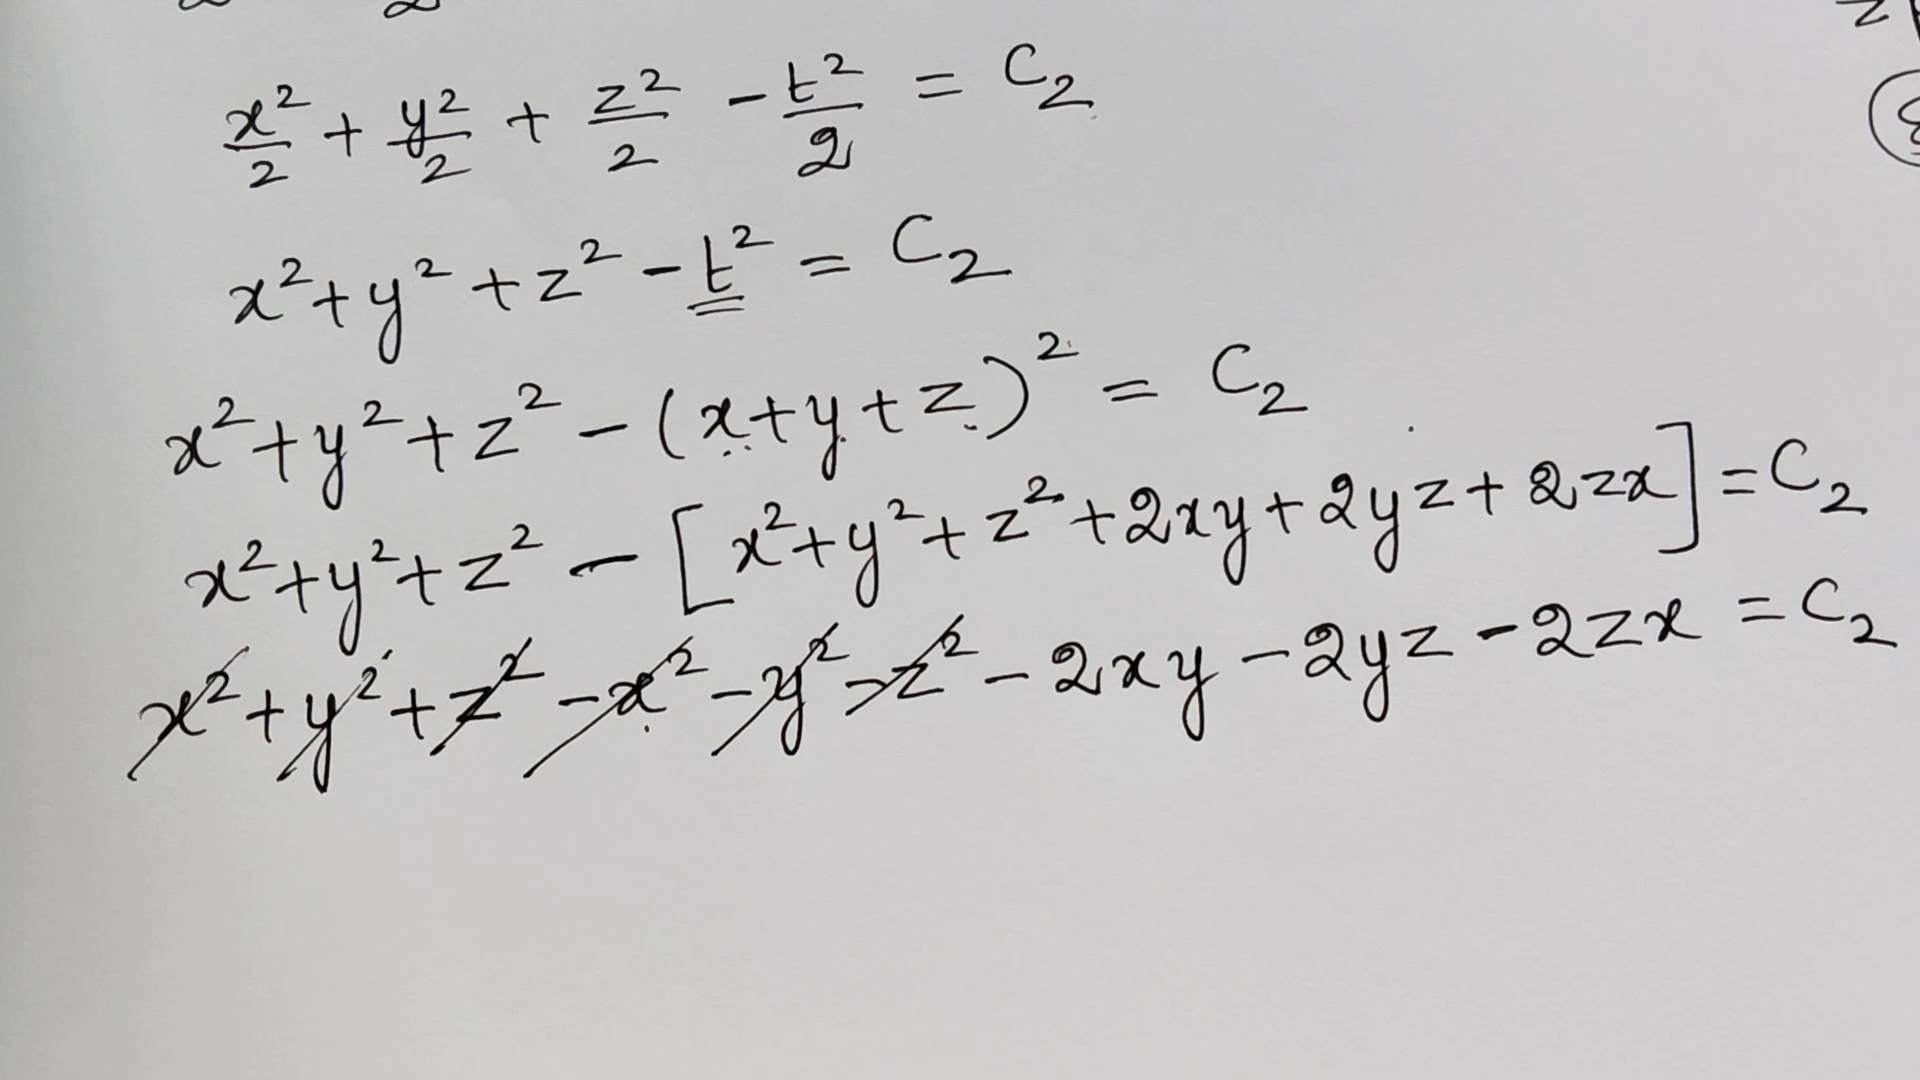 x²/2 + y²/2 + z²/2 - t²/2 = C₂
x² + y² + z² - t² = C₂
x² + y² + z² - (x + y + z)² = C₂
x² + y² + z² - [x² + y² + z² + 2xy + 2yz + 2zx] = C₂
x² + y² + z² - x² - y² - z² - 2xy - 2yz - 2zx = C₂